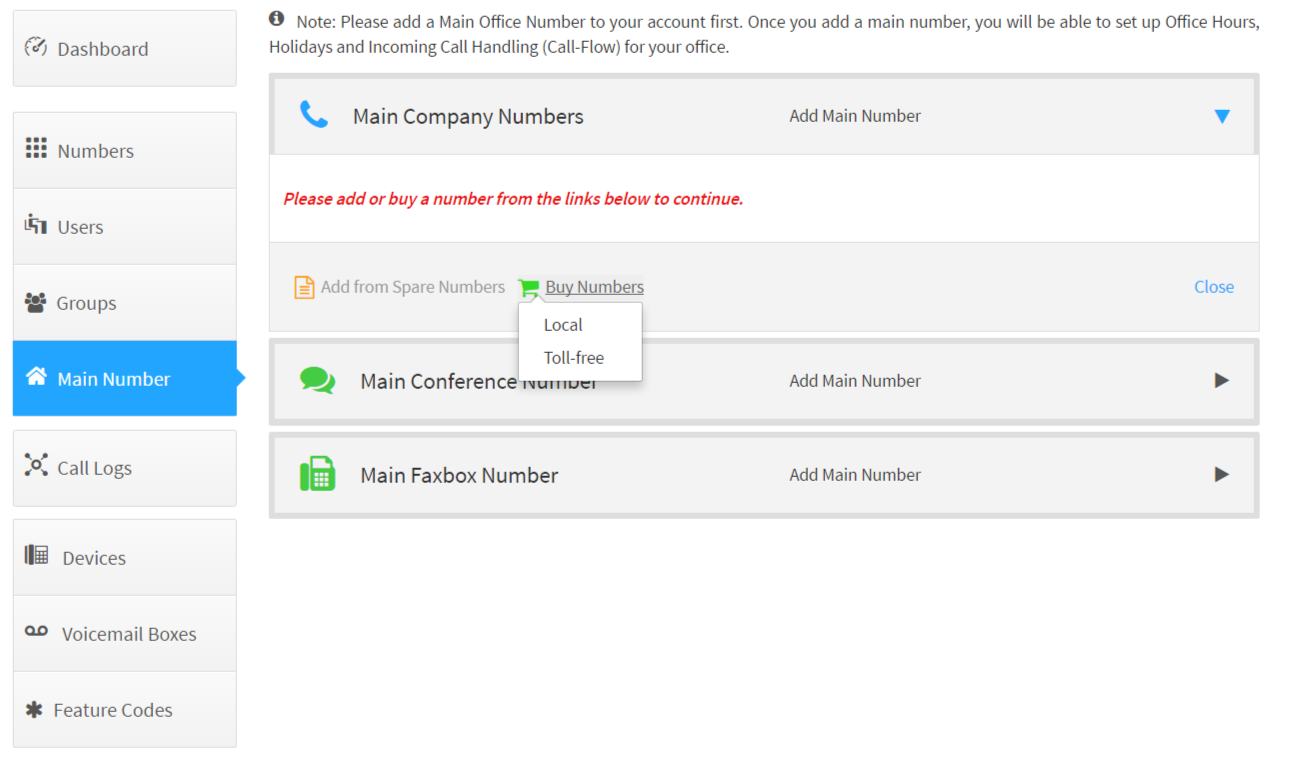 Dashboard
Numbers
Users
Groups
Main Number
Call Logs
Devices
Voicemail Boxes
Feature Codes
Note: Please add a Main Office Number to your account first. Once you add a main number, you will be able to set up Office Hours,
Holidays and Incoming Call Handling (Call-Flow) for your office.
Main Company Numbers Add Main Number
Please add or buy a number from the links below to continue.
Add from Spare Numbers Buy Numbers Close
Local
Toll-free
Main Conference Number Add Main Number
Main Faxbox Number Add Main Number